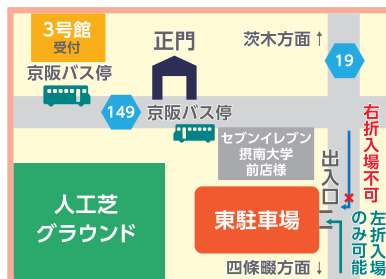 3号館
受付
正門
茨木方面↑
19
京阪バス停
149
京阪バス停
右折入場不可
セブンイレブン
摂南大学
前店様
出入口
人工芝
グラウンド
東駐車場
左折入場
のみ可能
四條畷方面↓